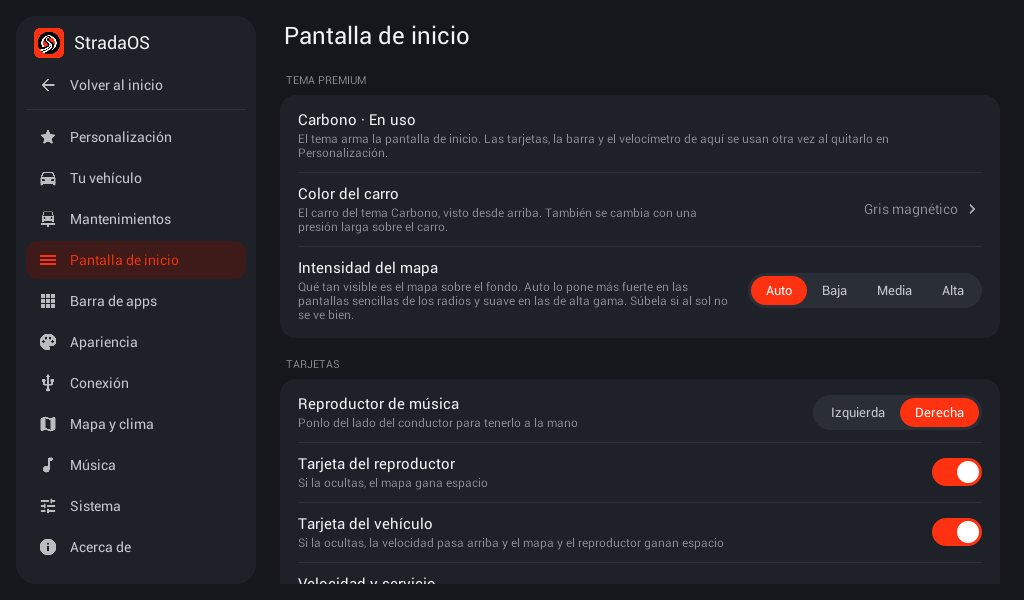 StradaOS
Volver al inicio
Personalización
Tu vehículo
Mantenimientos
Pantalla de inicio
Barra de apps
Apariencia
Conexión
Mapa y clima
Música
Sistema
Acerca de
Pantalla de inicio
TEMA PREMIUM
Carbono · En uso
El tema arma la pantalla de inicio. Las tarjetas, la barra y el velocímetro de aquí se usan otra vez al quitarlo en
Personalización.
Color del carro
El carro del tema Carbono, visto desde arriba. También se cambia con una
presión larga sobre el carro.
Gris magnético
Intensidad del mapa
Qué tan visible es el mapa sobre el fondo. Auto lo pone más fuerte en las
pantallas sencillas de los radios y suave en las de alta gama. Súbela si al sol no
se ve bien.
Auto Baja Media Alta
TARJETAS
Reproductor de música
Ponlo del lado del conductor para tenerlo a la mano
Izquierda Derecha
Tarjeta del reproductor
Si la ocultas, el mapa gana espacio
Tarjeta del vehículo
Si la ocultas, la velocidad pasa arriba y el mapa y el reproductor ganan espacio
Velocidad y servicio